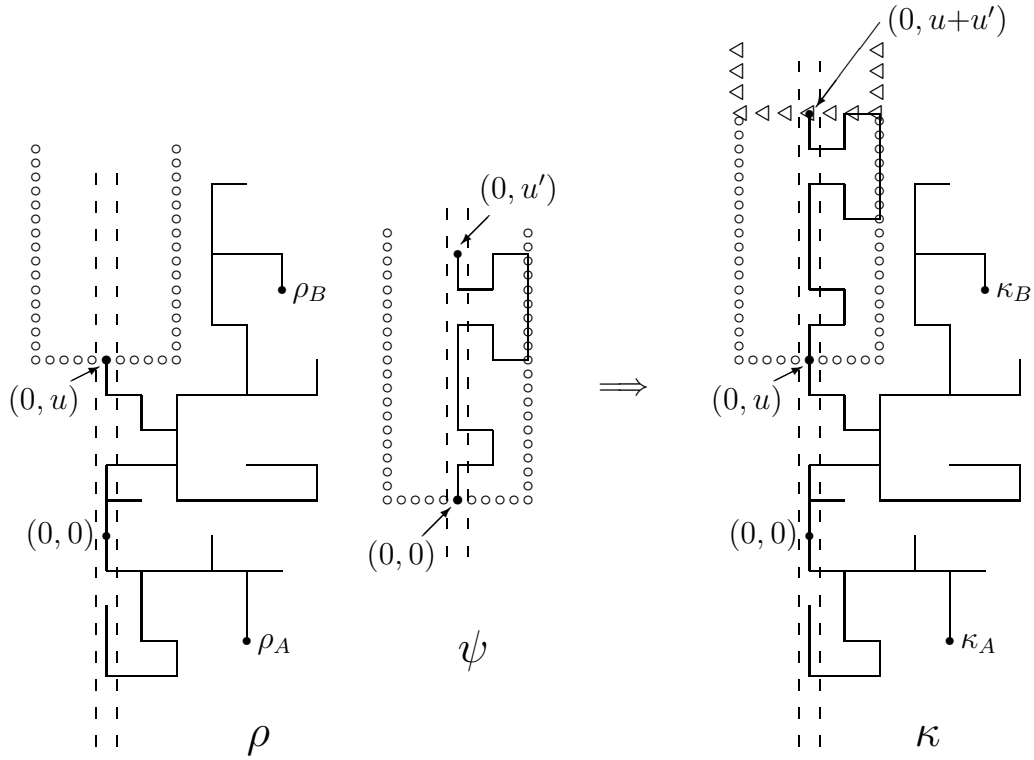 (0, u+u′)
(0, u′)
ρ_B
κ_B
(0, u)
(0, u)
⟹
(0, 0)
(0, 0)
(0, 0)
ρ_A
κ_A
ψ
ρ
κ